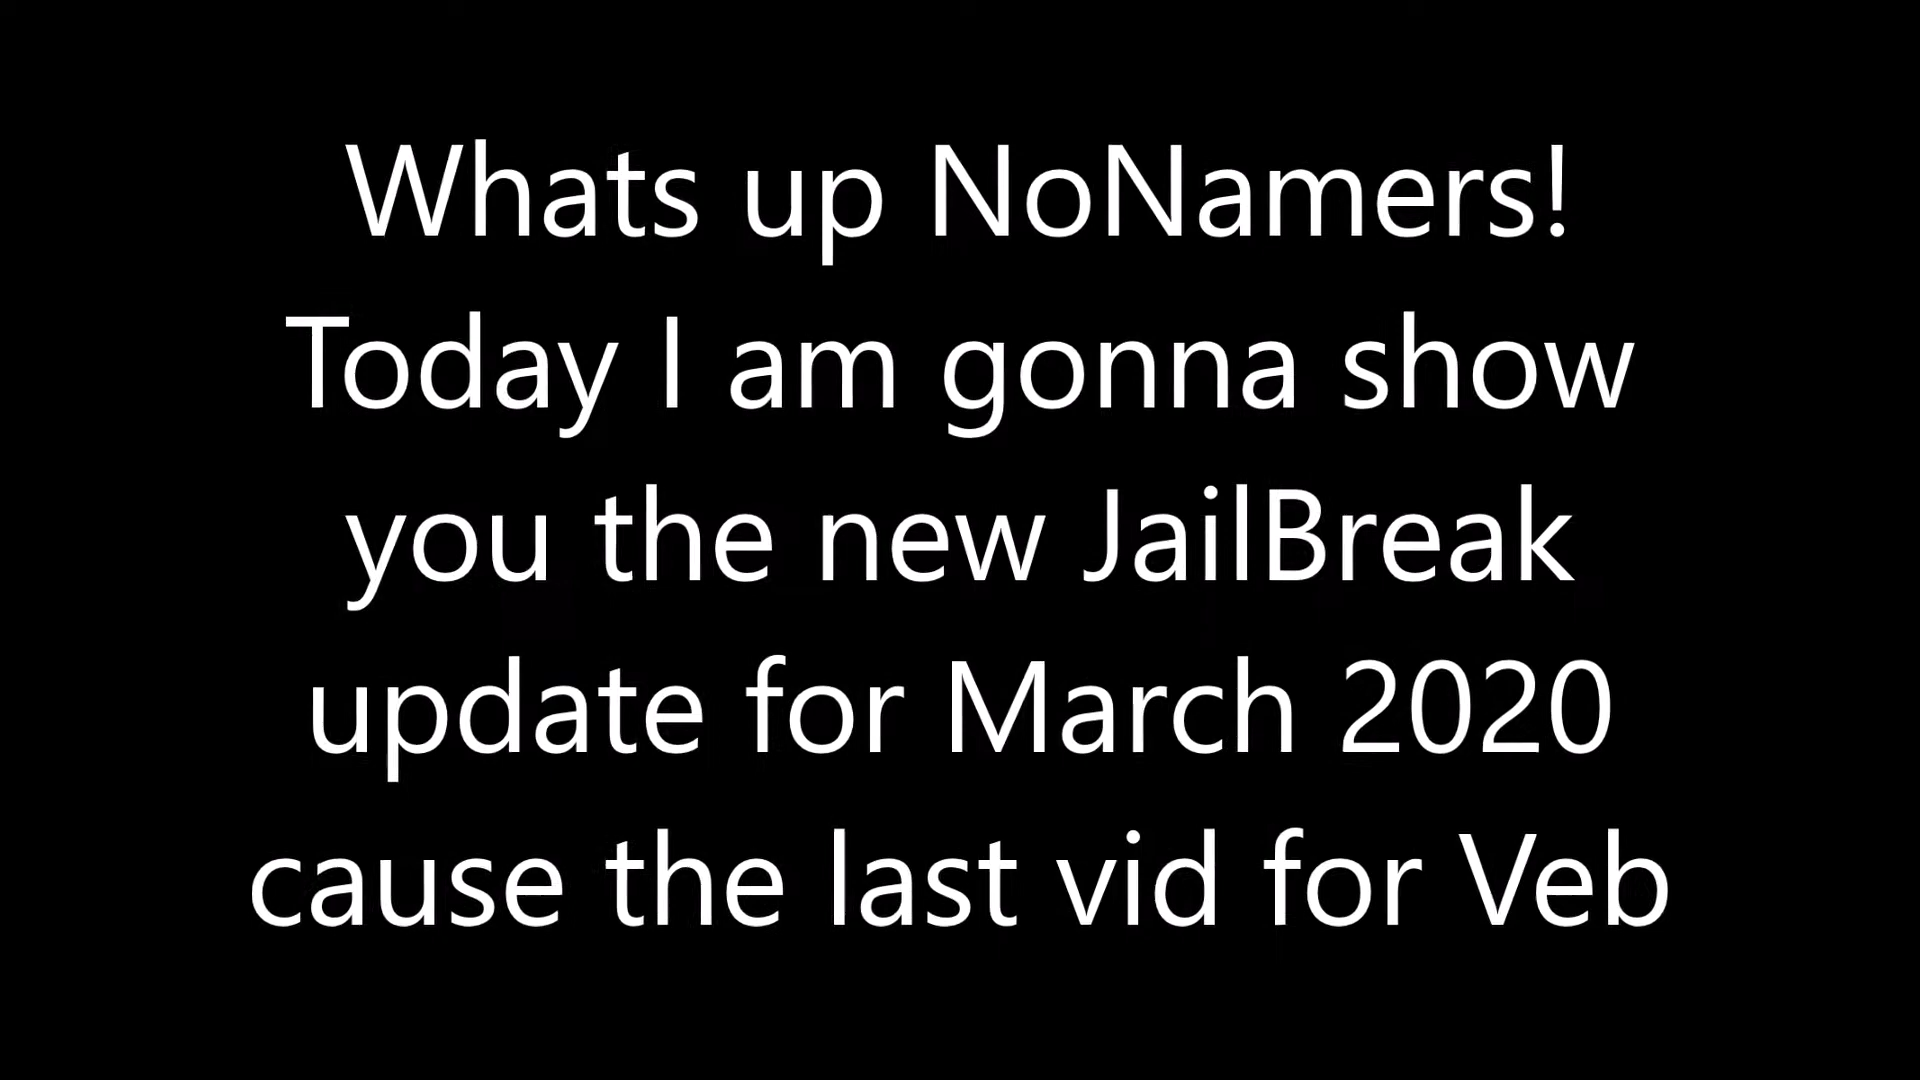 Whats up NoNamers!
Today I am gonna show
you the new JailBreak
update for March 2020
cause the last vid for Veb